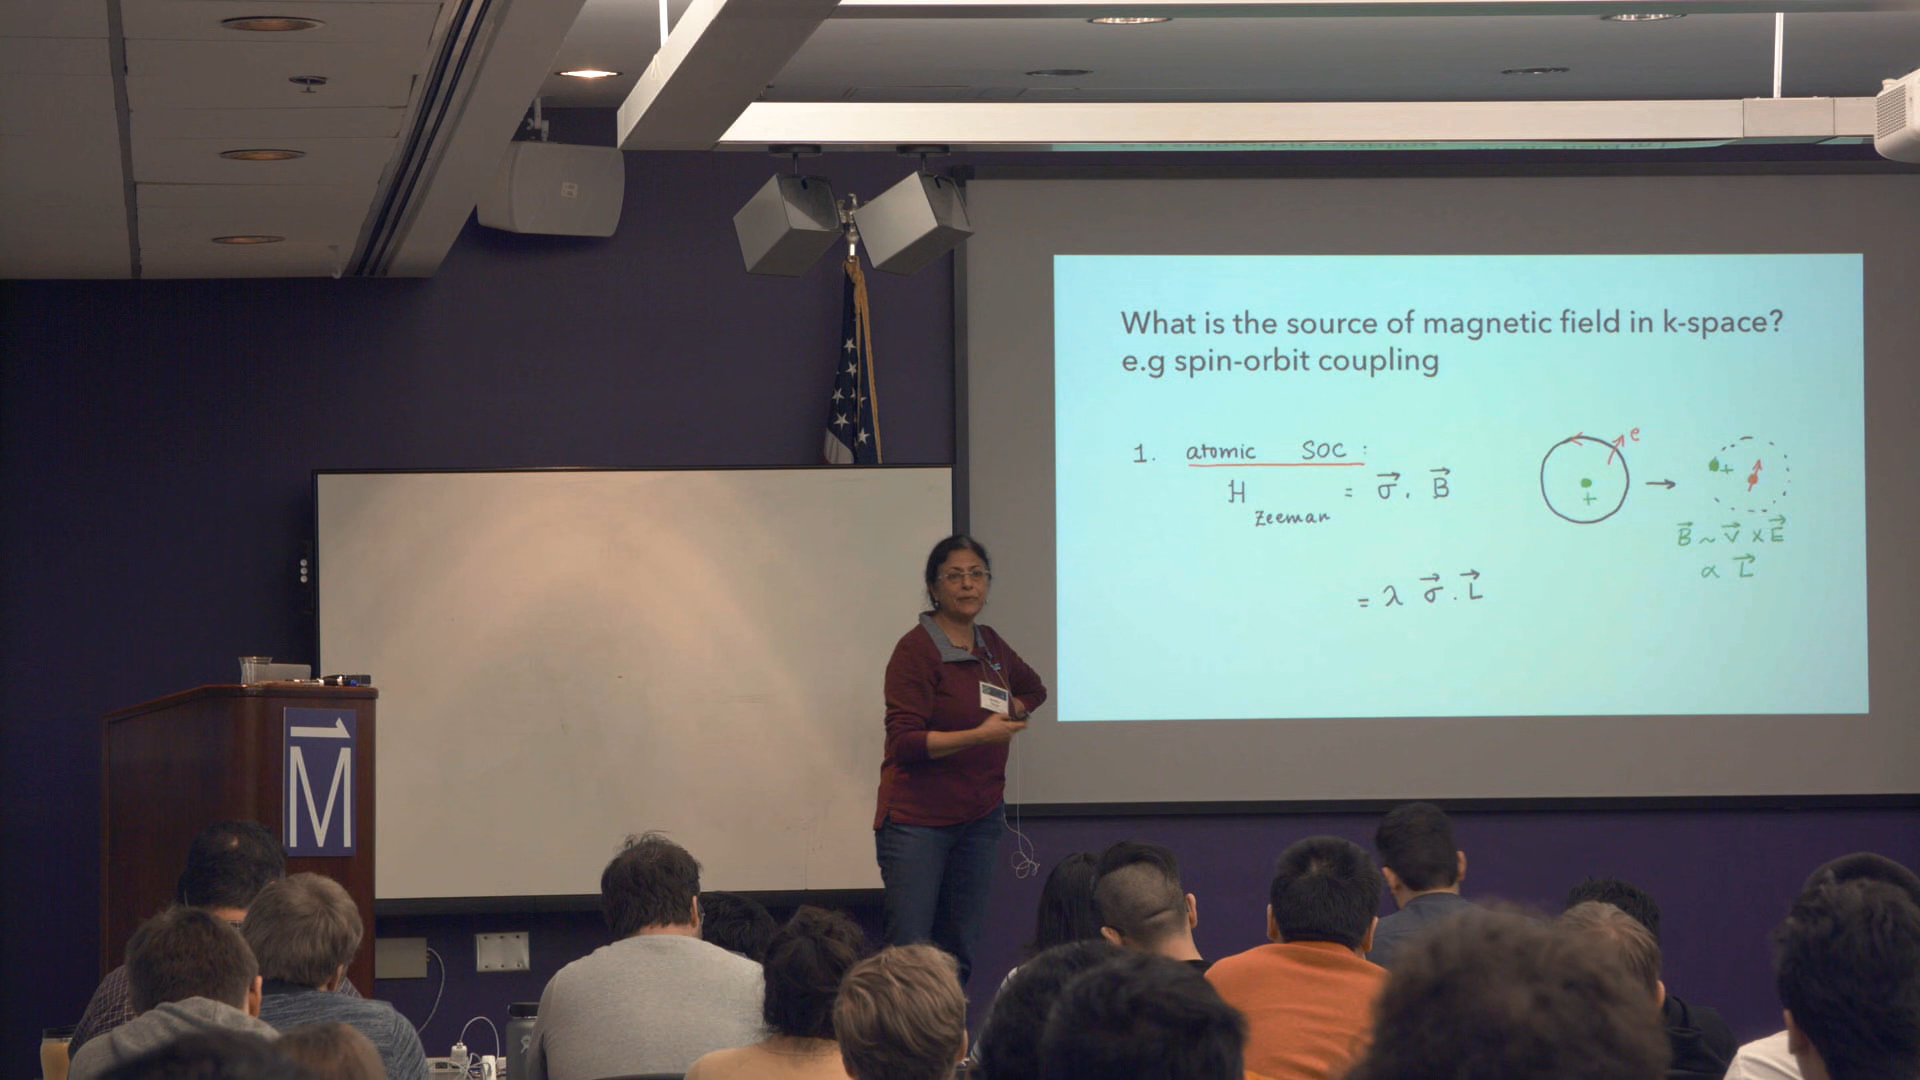 What is the source of magnetic field in k-space?
e.g spin-orbit coupling
1. atomic SOC :
H Zeeman = σ⃗ . B⃗
= λ σ⃗ . L⃗
e
+
→
+
B⃗ ~ v⃗ × E⃗
∝ L⃗
M